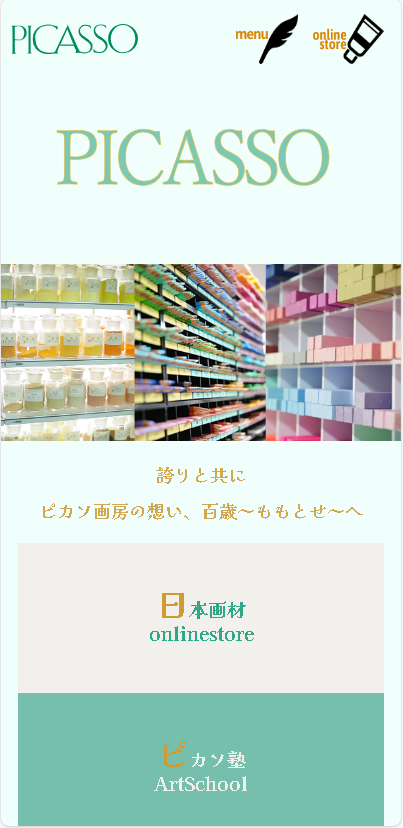 PICASSO
menu
online
store
PICASSO
誇りと共に
ピカソ画房の想い、百歳〜ももとせ〜へ
日本画材
onlinestore
ピカソ塾
ArtSchool